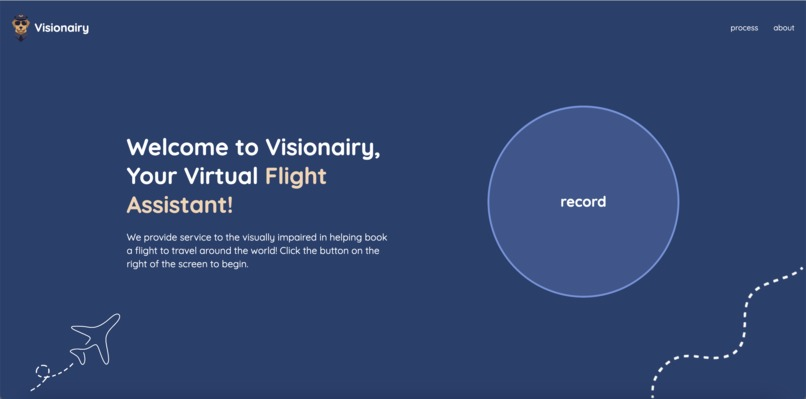 Visionairy
process about
Welcome to Visionairy,
Your Virtual Flight
Assistant!
We provide service to the visually impaired in helping book
a flight to travel around the world! Click the button on the
right of the screen to begin.
record